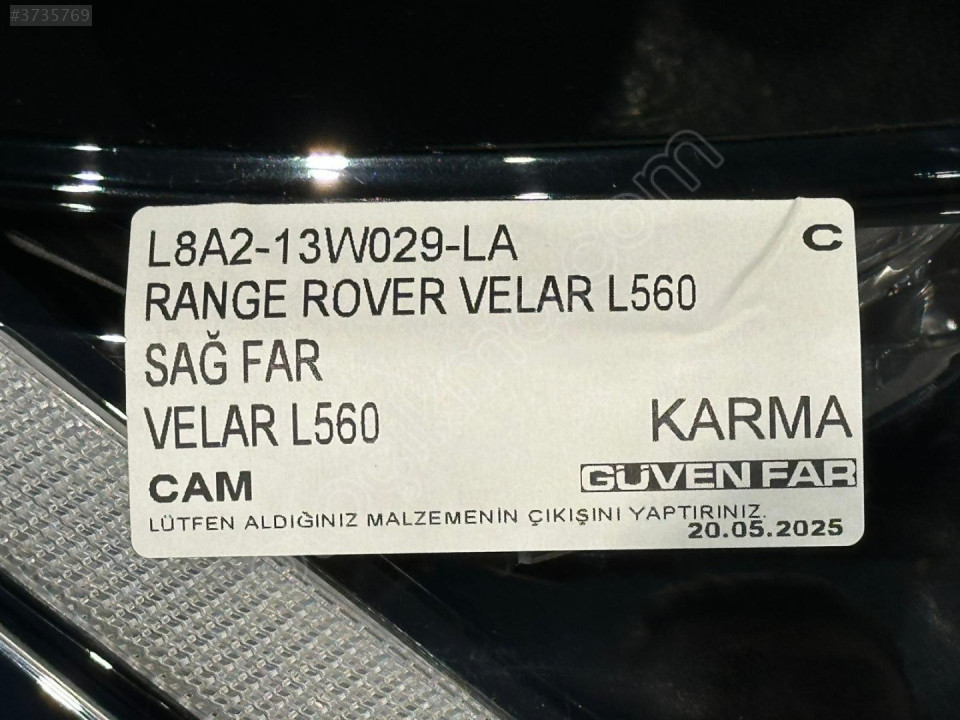 #3735769
L8A2-13W029-LA
C
RANGE ROVER VELAR L560
SAĞ FAR
VELAR L560
KARMA
CAM
GÜVEN FAR
LÜTFEN ALDIĞINIZ MALZEMENİN ÇIKIŞINI YAPTIRINIZ.
20.05.2025